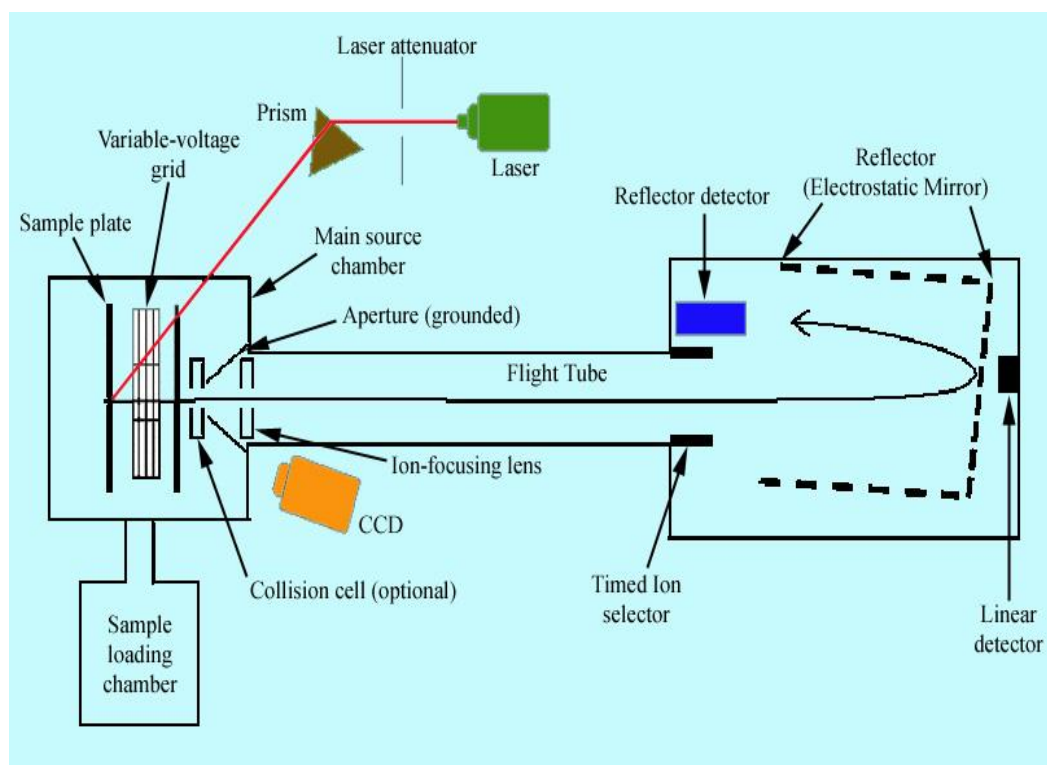 Laser attenuator
Prism
Variable-voltage
grid
Laser
Reflector
(Electrostatic Mirror)
Reflector detector
Sample plate
Main source
chamber
Aperture (grounded)
Flight Tube
Ion-focusing lens
CCD
Collision cell (optional)
Timed Ion
selector
Linear
detector
Sample
loading
chamber